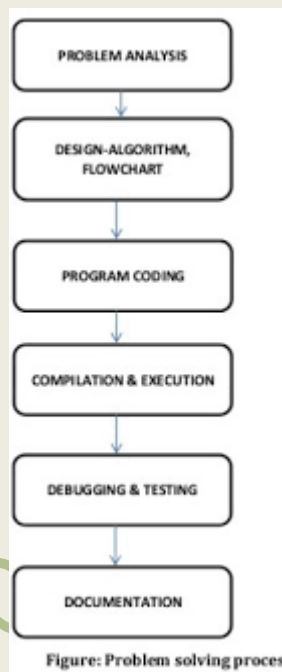 PROBLEM ANALYSIS
DESIGN-ALGORITHM,
FLOWCHART
PROGRAM CODING
COMPILATION & EXECUTION
DEBUGGING & TESTING
DOCUMENTATION
Figure: Problem solving proces